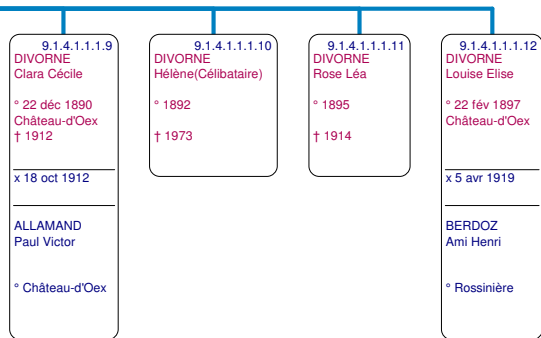 9.1.4.1.1.1.9
DIVORNE
Clara Cécile
° 22 déc 1890
Château-d'Oex
† 1912
x 18 oct 1912
ALLAMAND
Paul Victor
° Château-d'Oex
9.1.4.1.1.1.10
DIVORNE
Hélène(Célibataire)
° 1892
† 1973
9.1.4.1.1.1.11
DIVORNE
Rose Léa
° 1895
† 1914
9.1.4.1.1.1.12
DIVORNE
Louise Elise
° 22 fév 1897
Château-d'Oex
x 5 avr 1919
BERDOZ
Ami Henri
° Rossinière